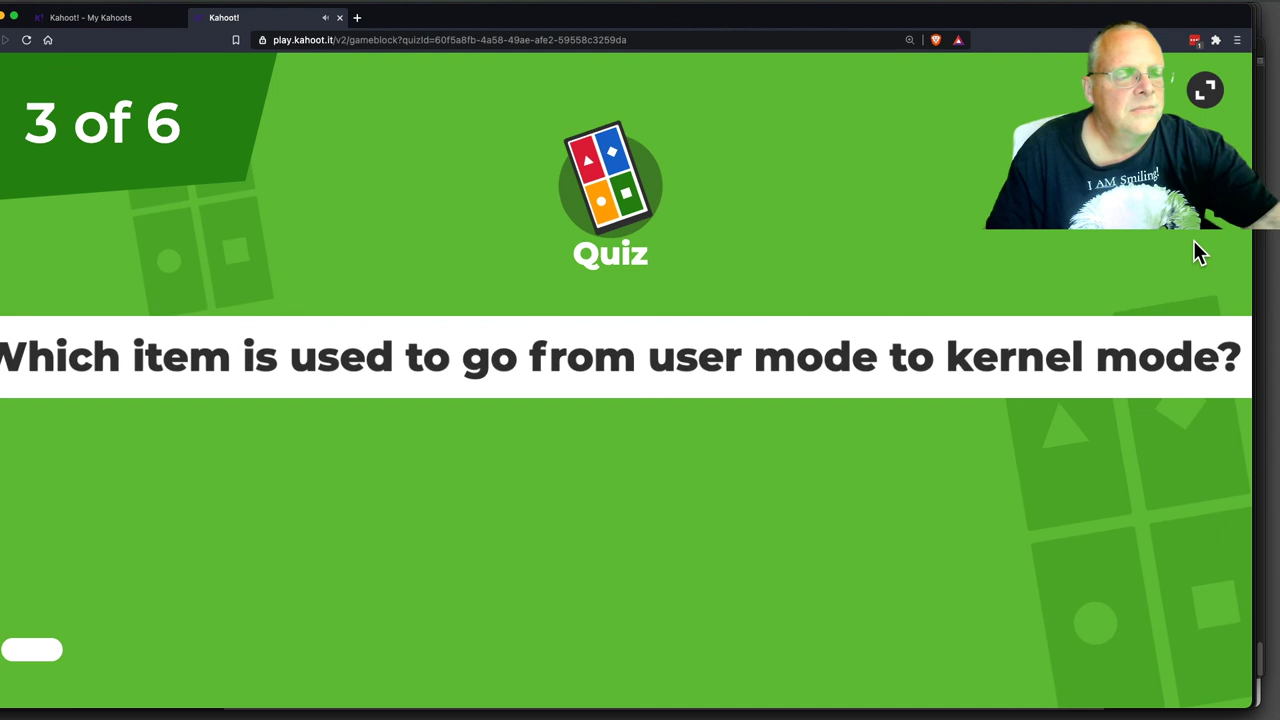 Kahoot! - My Kahoots
Kahoot!
play.kahoot.it/v2/gameblock?quizId=60f5a8fb-4a58-49ae-afe2-59558c3259da
1
3 of 6
I AM Smiling!
Quiz
Which item is used to go from user mode to kernel mode?